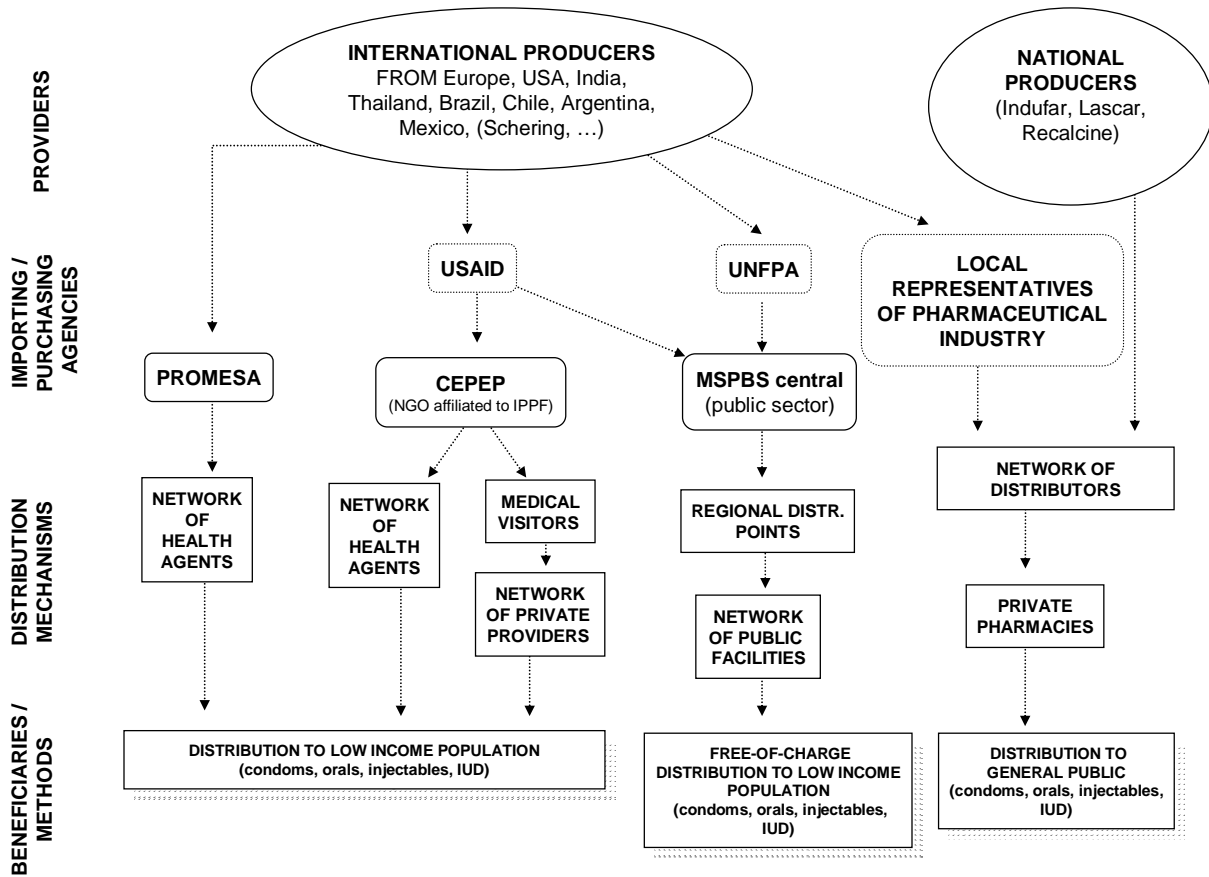 PROVIDERS
INTERNATIONAL PRODUCERS
FROM Europe, USA, India,
Thailand, Brazil, Chile, Argentina,
Mexico, (Schering, …)
NATIONAL
PRODUCERS
(Indufar, Lascar,
Recalcine)
IMPORTING /
PURCHASING
AGENCIES
USAID
UNFPA
LOCAL
REPRESENTATIVES
OF PHARMACEUTICAL
INDUSTRY
PROMESA
CEPEP
(NGO affiliated to IPPF)
MSPBS central
(public sector)
DISTRIBUTION
MECHANISMS
NETWORK
OF
HEALTH
AGENTS
NETWORK
OF
HEALTH
AGENTS
MEDICAL
VISITORS
NETWORK
OF PRIVATE
PROVIDERS
REGIONAL DISTR.
POINTS
NETWORK
OF PUBLIC
FACILITIES
NETWORK OF
DISTRIBUTORS
PRIVATE
PHARMACIES
BENEFICIARIES /
METHODS
DISTRIBUTION TO LOW INCOME POPULATION
(condoms, orals, injectables, IUD)
FREE-OF-CHARGE
DISTRIBUTION TO LOW INCOME
POPULATION
(condoms, orals, injectables,
IUD)
DISTRIBUTION TO
GENERAL PUBLIC
(condoms, orals, injectables,
IUD)